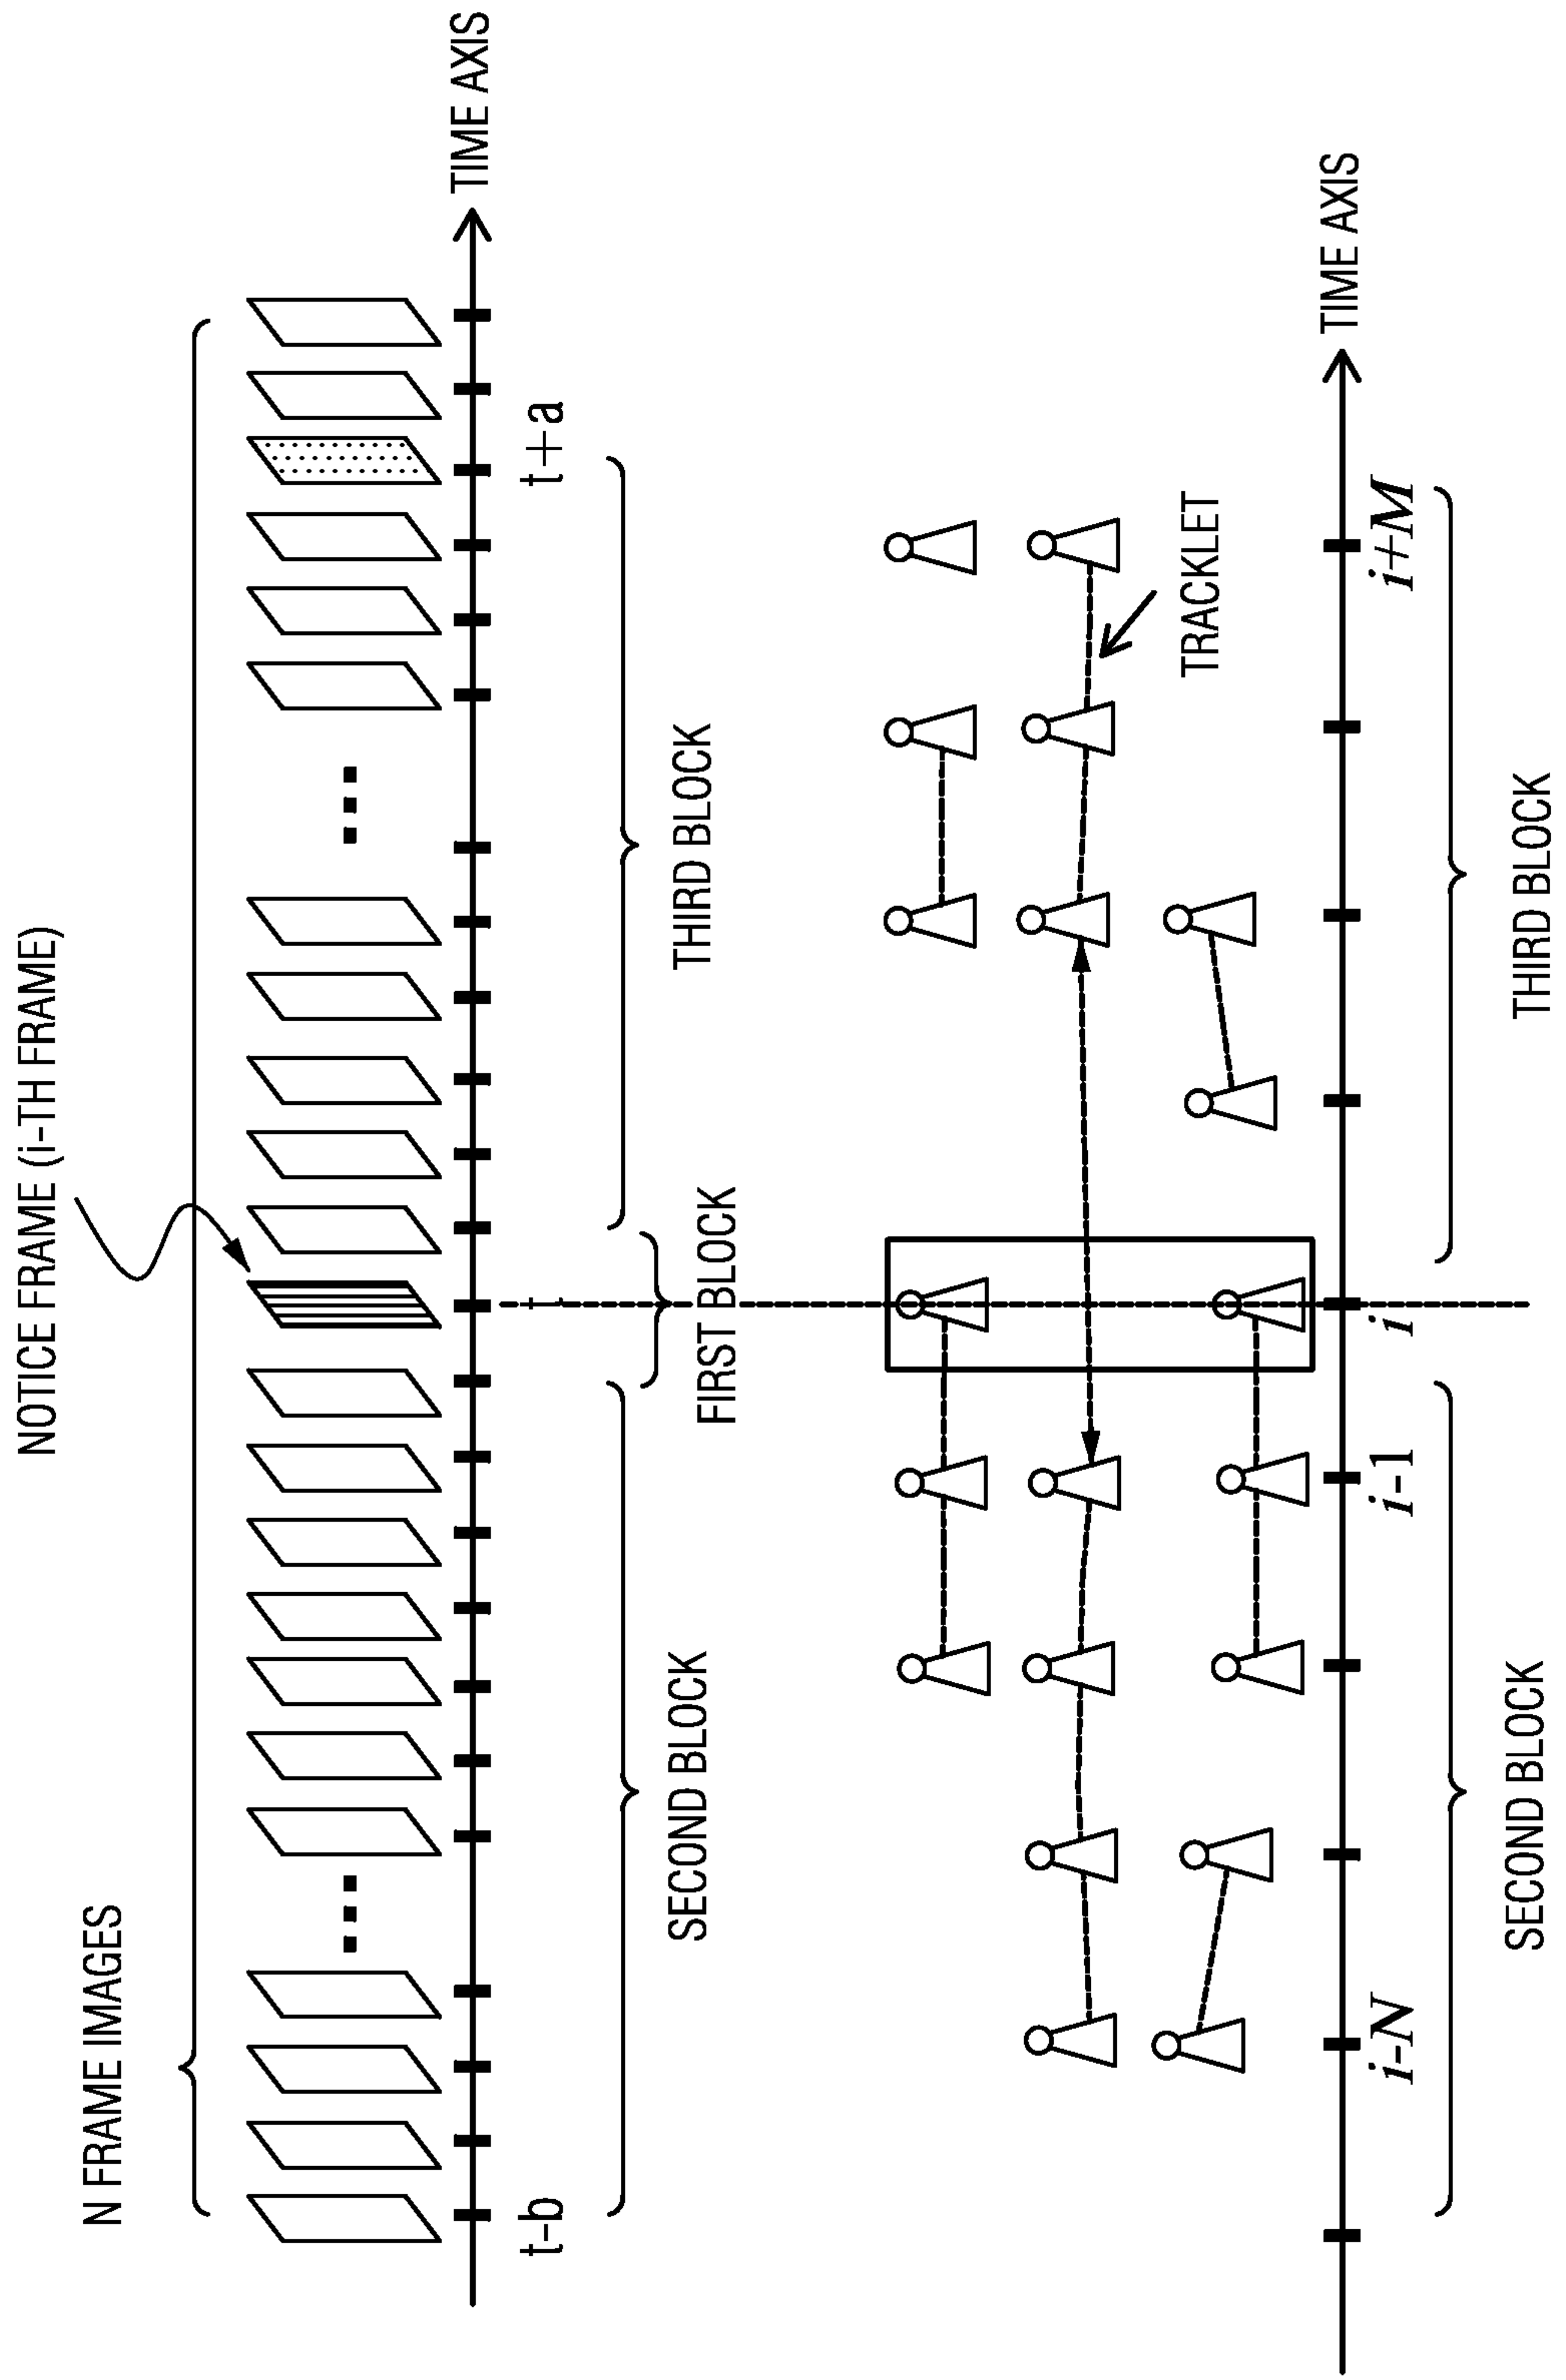 NOTICE FRAME (i-TH FRAME)
N FRAME IMAGES
TIME AXIS
t-b
t
t+a
SECOND BLOCK
FIRST BLOCK
THIRD BLOCK
TRACKLET
TIME AXIS
i-N
i-1
i
i+M
SECOND BLOCK
THIRD BLOCK